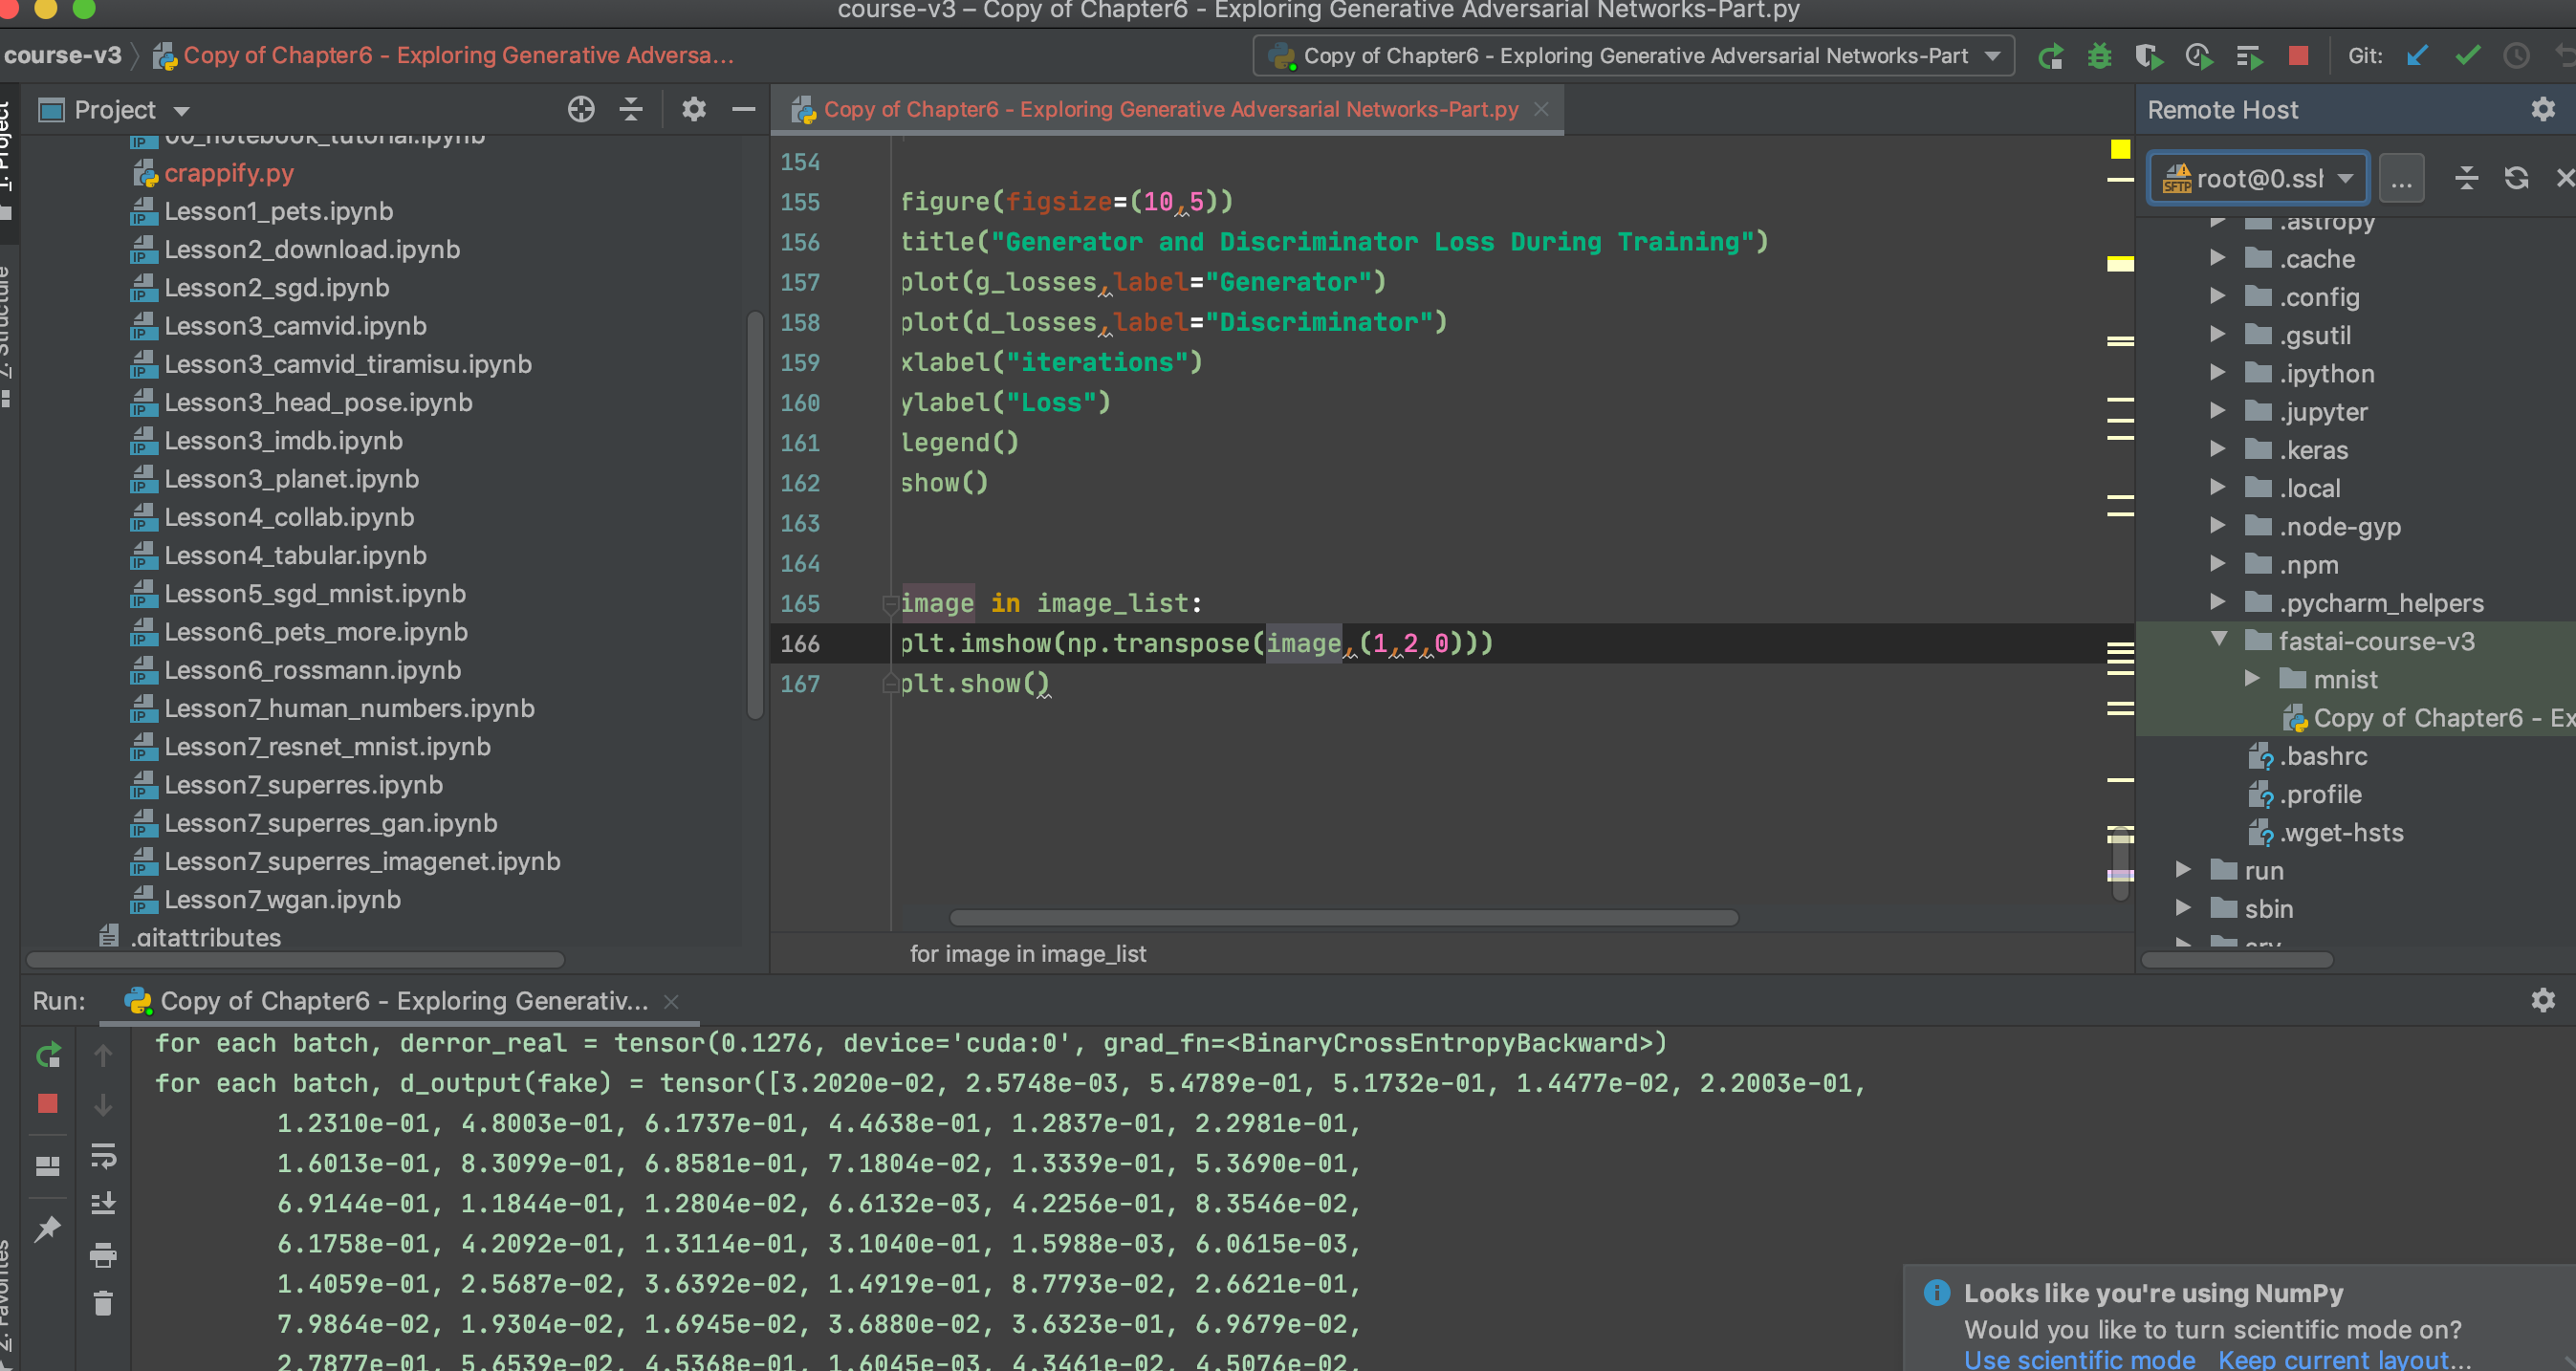 course-v3 – Copy of Chapter6 - Exploring Generative Adversarial Networks-Part.py
course-v3
Copy of Chapter6 - Exploring Generative Adversa...
Copy of Chapter6 - Exploring Generative Adversarial Networks-Part
Git:
1: Project
Z: Structure
2: Favorites
Project
00_notebook_tutorial.ipynb
crappify.py
Lesson1_pets.ipynb
Lesson2_download.ipynb
Lesson2_sgd.ipynb
Lesson3_camvid.ipynb
Lesson3_camvid_tiramisu.ipynb
Lesson3_head_pose.ipynb
Lesson3_imdb.ipynb
Lesson3_planet.ipynb
Lesson4_collab.ipynb
Lesson4_tabular.ipynb
Lesson5_sgd_mnist.ipynb
Lesson6_pets_more.ipynb
Lesson6_rossmann.ipynb
Lesson7_human_numbers.ipynb
Lesson7_resnet_mnist.ipynb
Lesson7_superres.ipynb
Lesson7_superres_gan.ipynb
Lesson7_superres_imagenet.ipynb
Lesson7_wgan.ipynb
.gitattributes
Copy of Chapter6 - Exploring Generative Adversarial Networks-Part.py
154
155 figure(figsize=(10,5))
156 title("Generator and Discriminator Loss During Training")
157 plot(g_losses,label="Generator")
158 plot(d_losses,label="Discriminator")
159 xlabel("iterations")
160 ylabel("Loss")
161 legend()
162 show()
163
164
165 image in image_list:
166 plt.imshow(np.transpose(image,(1,2,0)))
167 plt.show()
for image in image_list
Remote Host
SFTP root@0.ssh
...
.astropy
.cache
.config
.gsutil
.ipython
.jupyter
.keras
.local
.node-gyp
.npm
.pycharm_helpers
fastai-course-v3
mnist
Copy of Chapter6 - Ex
.bashrc
.profile
.wget-hsts
run
sbin
srv
Run:
Copy of Chapter6 - Exploring Generativ...
for each batch, derror_real = tensor(0.1276, device='cuda:0', grad_fn=<BinaryCrossEntropyBackward>)
for each batch, d_output(fake) = tensor([3.2020e-02, 2.5748e-03, 5.4789e-01, 5.1732e-01, 1.4477e-02, 2.2003e-01,
1.2310e-01, 4.8003e-01, 6.1737e-01, 4.4638e-01, 1.2837e-01, 2.2981e-01,
1.6013e-01, 8.3099e-01, 6.8581e-01, 7.1804e-02, 1.3339e-01, 5.3690e-01,
6.9144e-01, 1.1844e-01, 1.2804e-02, 6.6132e-03, 4.2256e-01, 8.3546e-02,
6.1758e-01, 4.2092e-01, 1.3114e-01, 3.1040e-01, 1.5988e-03, 6.0615e-03,
1.4059e-01, 2.5687e-02, 3.6392e-02, 1.4919e-01, 8.7793e-02, 2.6621e-01,
7.9864e-02, 1.9304e-02, 1.6945e-02, 3.6880e-02, 3.6323e-01, 6.9679e-02,
2.7877e-01, 5.6539e-02, 4.5368e-01, 1.6045e-03, 4.3461e-02, 4.5076e-02,
Looks like you're using NumPy
Would you like to turn scientific mode on?
Use scientific mode Keep current layout...